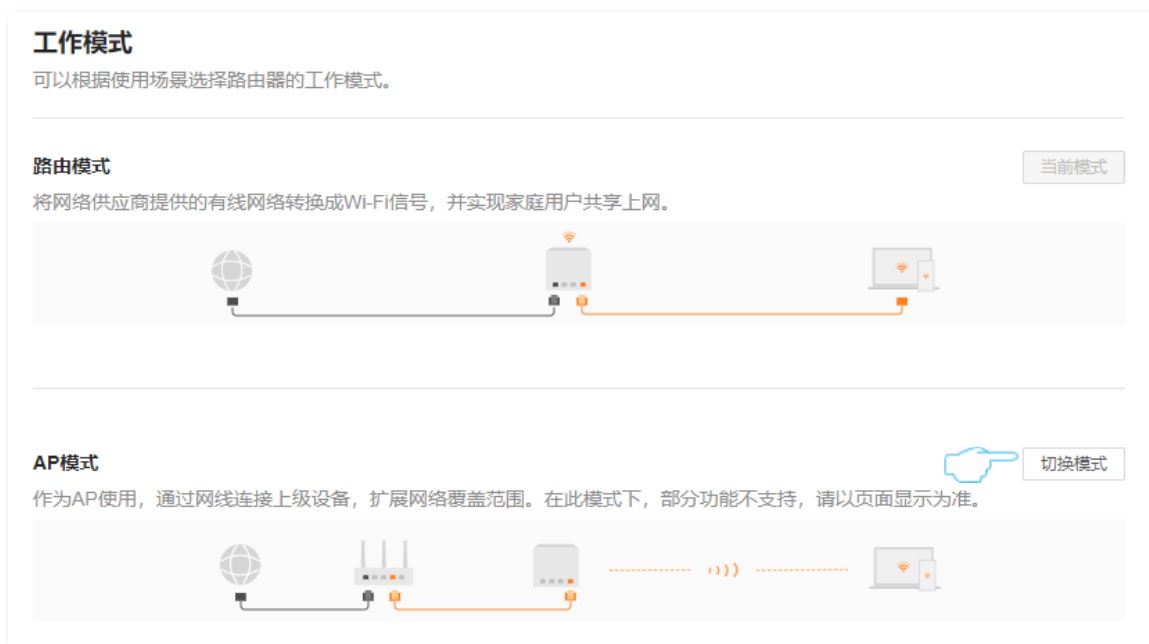 工作模式
可以根据使用场景选择路由器的工作模式。
路由模式
当前模式
将网络供应商提供的有线网络转换成Wi-Fi信号，并实现家庭用户共享上网。
AP模式
切换模式
作为AP使用，通过网线连接上级设备，扩展网络覆盖范围。在此模式下，部分功能不支持，请以页面显示为准。